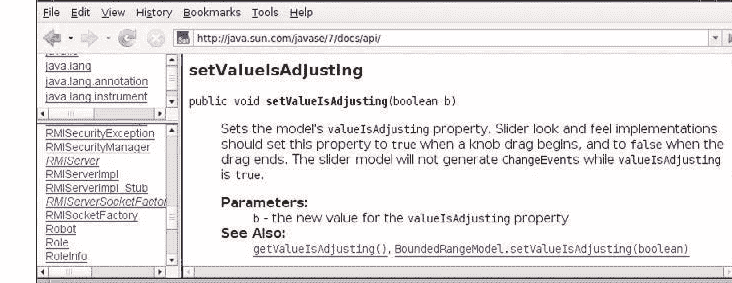 File Edit View History Bookmarks Tools Help
http://java.sun.com/javase/7/docs/api/
java.lang
java.lang.annotation
java.lang.instrument
RMISecurityException
RMISecurityManager
RMIServer
RMIServerImpl
RMIServerImpl_Stub
RMIServerSocketFactor
RMISocketFactory
Robot
Role
RoleInfo
setValueIsAdjusting
public void setValueIsAdjusting(boolean b)
Sets the model's valueIsAdjusting property. Slider look and feel implementations
should set this property to true when a knob drag begins, and to false when the
drag ends. The slider model will not generate ChangeEvents while valueIsAdjusting
is true.
Parameters:
b - the new value for the valueIsAdjusting property
See Also:
getValueIsAdjusting(), BoundedRangeModel.setValueIsAdjusting(boolean)